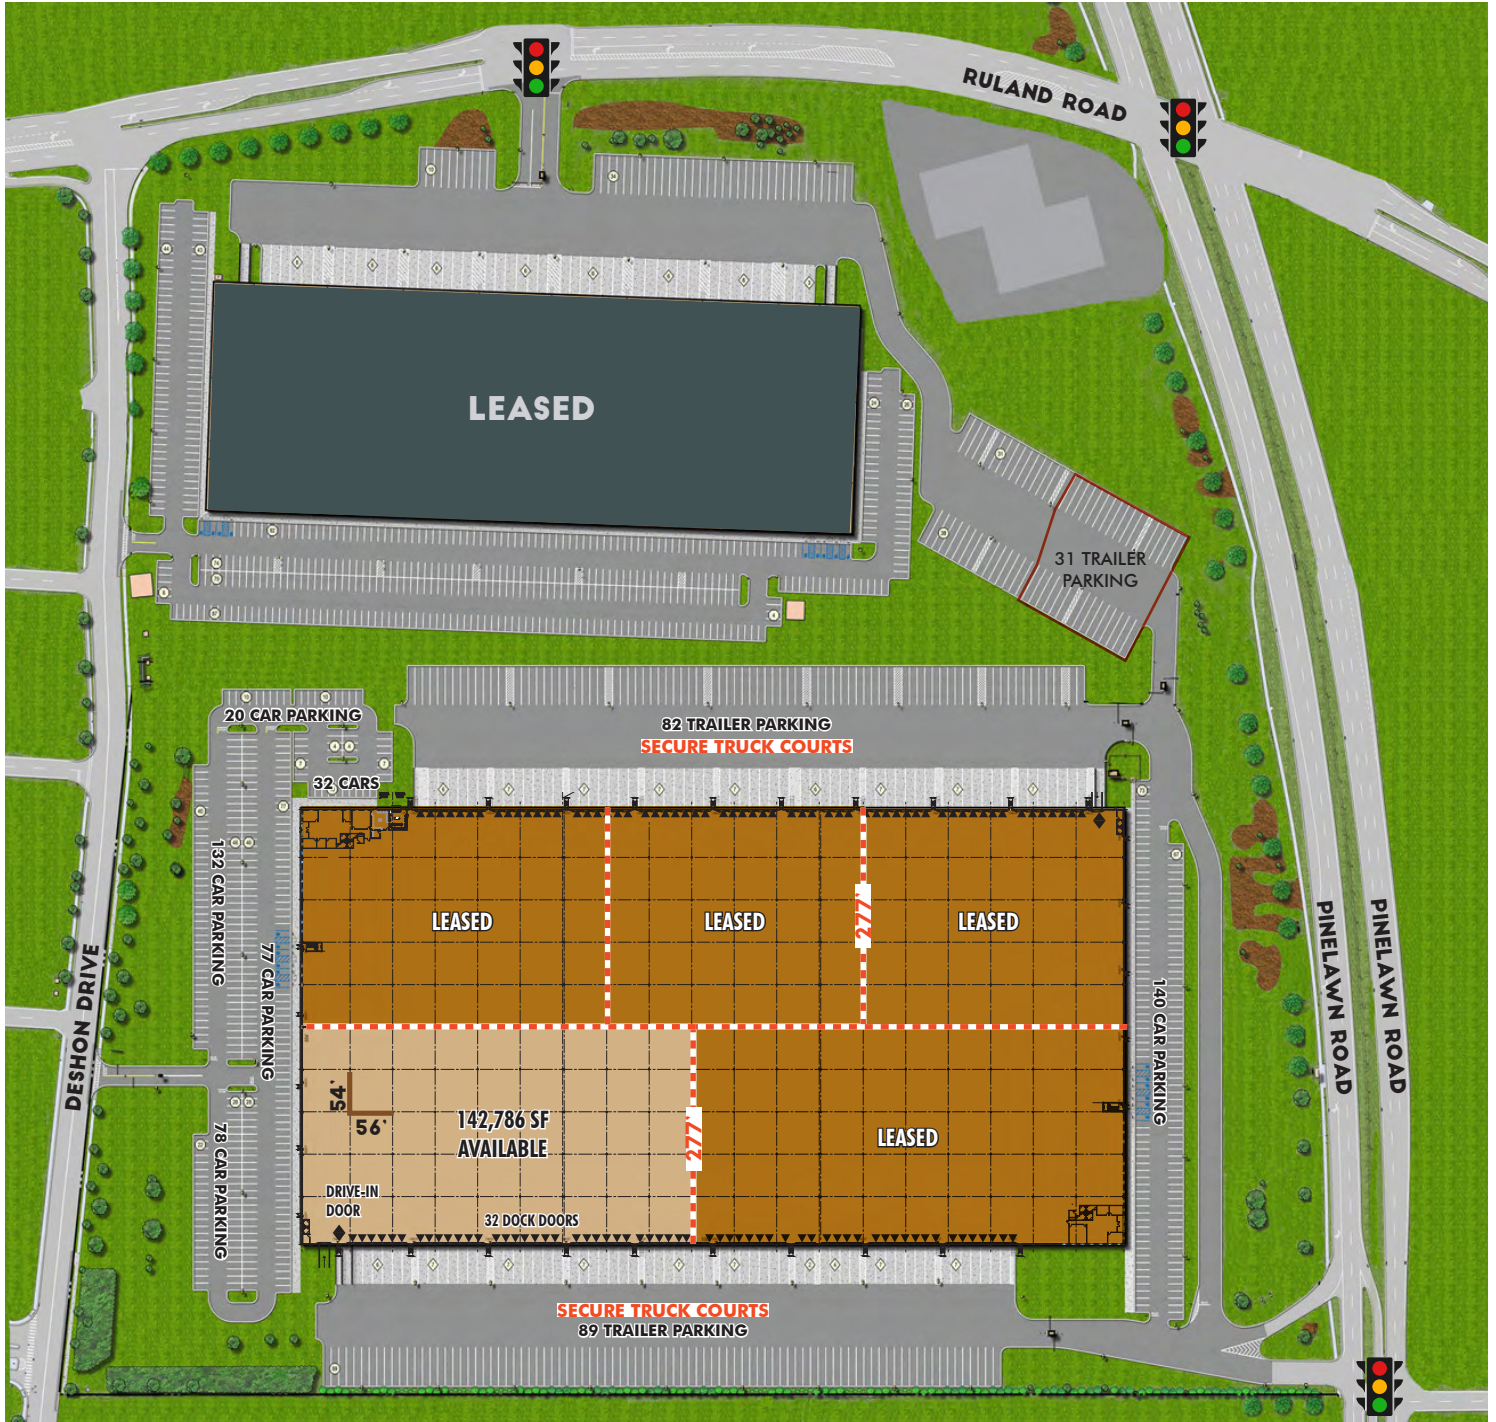 RULAND ROAD
LEASED
31 TRAILER
PARKING
20 CAR PARKING
82 TRAILER PARKING
SECURE TRUCK COURTS
32 CARS
132 CAR PARKING
77 CAR PARKING
LEASED
LEASED
277'
LEASED
DESHON DRIVE
PINELAWN ROAD
PINELAWN ROAD
140 CAR PARKING
54'
56'
142,786 SF
AVAILABLE
277'
LEASED
78 CAR PARKING
DRIVE-IN
DOOR
32 DOCK DOORS
SECURE TRUCK COURTS
89 TRAILER PARKING